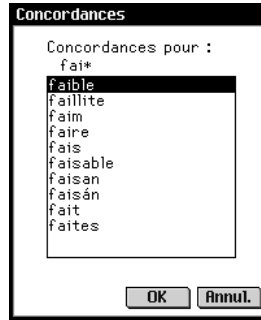 Concordances
Concordances pour :
fai*
faible
faillite
faim
faire
fais
faisable
faisan
faisán
fait
faites
OK Annul.